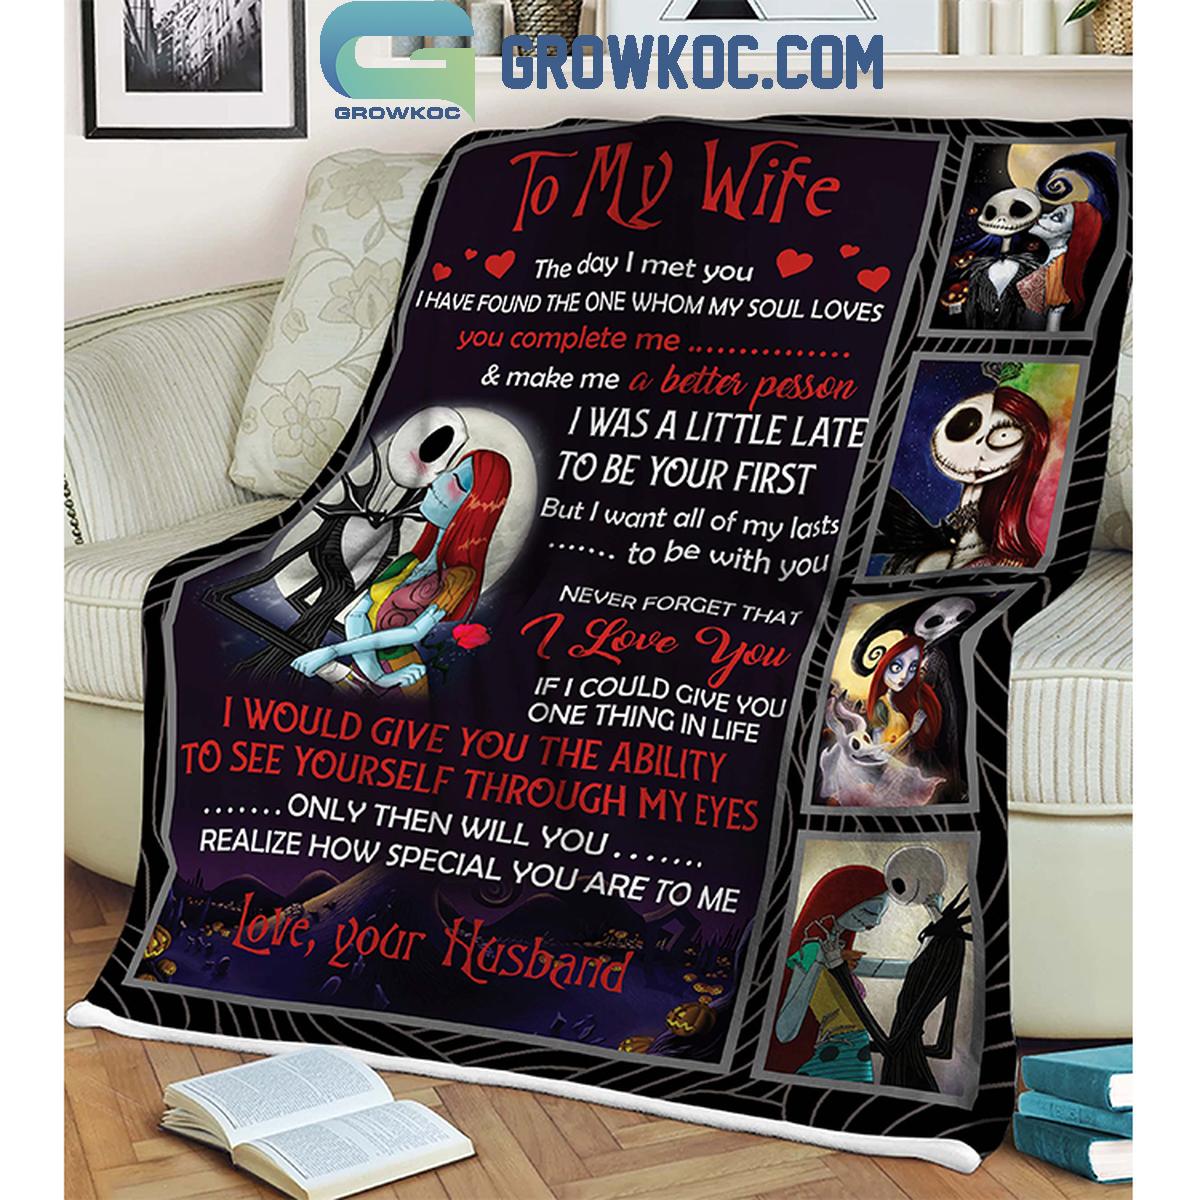 GROWKOC
GROWKOC.COM
To My Wife
The day I met you
I HAVE FOUND THE ONE WHOM MY SOUL LOVES
you complete me ................
& make me a better pesson
I WAS A LITTLE LATE
TO BE YOUR FIRST
But I want all of my lasts
....... to be with you
NEVER FORGET THAT
I Love You
IF I COULD GIVE YOU
ONE THING IN LIFE
I WOULD GIVE YOU THE ABILITY
TO SEE YOURSELF THROUGH MY EYES
.......ONLY THEN WILL YOU.......
REALIZE HOW SPECIAL YOU ARE TO ME
Love, your Husband